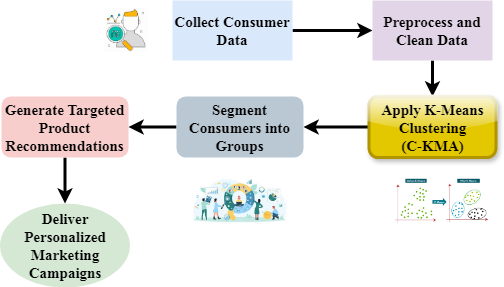 Collect Consumer
Data
Preprocess and
Clean Data
Generate Targeted
Product
Recommendations
Segment
Consumers into
Groups
Apply K-Means
Clustering
(C-KMA)
Deliver
Personalized
Marketing
Campaigns